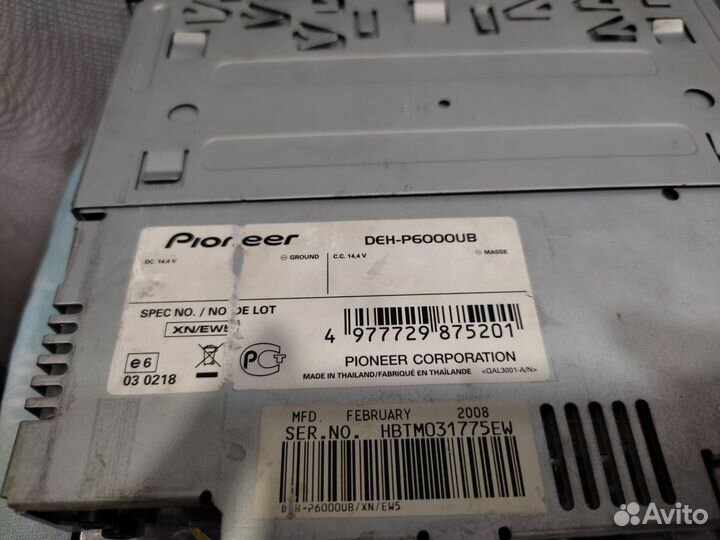 Pioneer DEH-P6000UB
DC. 14,4 V ⊖ GROUND C.C. 14,4 V ⊖ MASSE
SPEC NO. / NO DE LOT
XN/EW5
4 977729 875201
e6
03 0218
PCT
PIONEER CORPORATION
MADE IN THAILAND/FABRIQUÉ EN THAÏLANDE <QAL3001-A/N>
MFD. FEBRUARY 2008
SER.NO. HBTM031775EW
DEH-P6000UB/XN/EW5
H
Avito